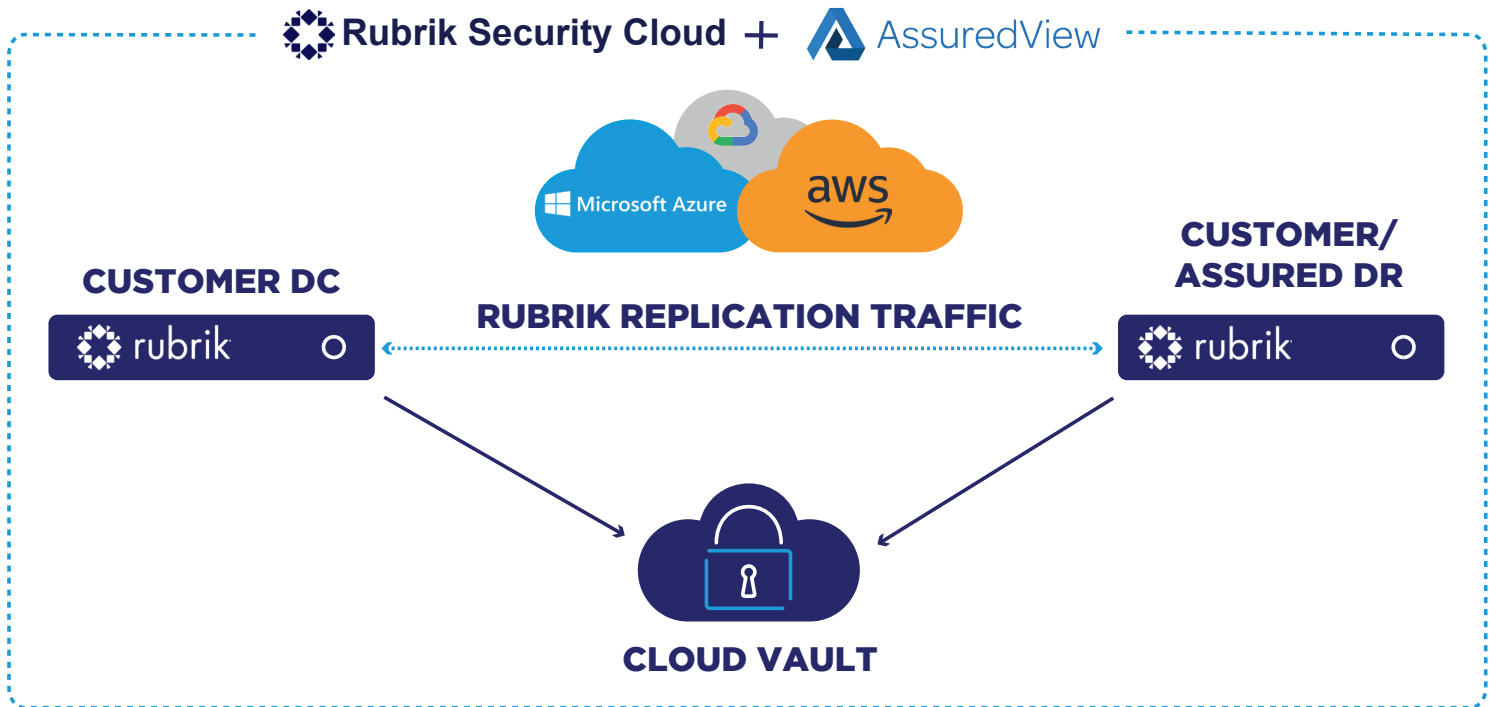 Rubrik Security Cloud + AssuredView
Microsoft Azure
aws
CUSTOMER DC
CUSTOMER/
ASSURED DR
RUBRIK REPLICATION TRAFFIC
rubrik
rubrik
CLOUD VAULT